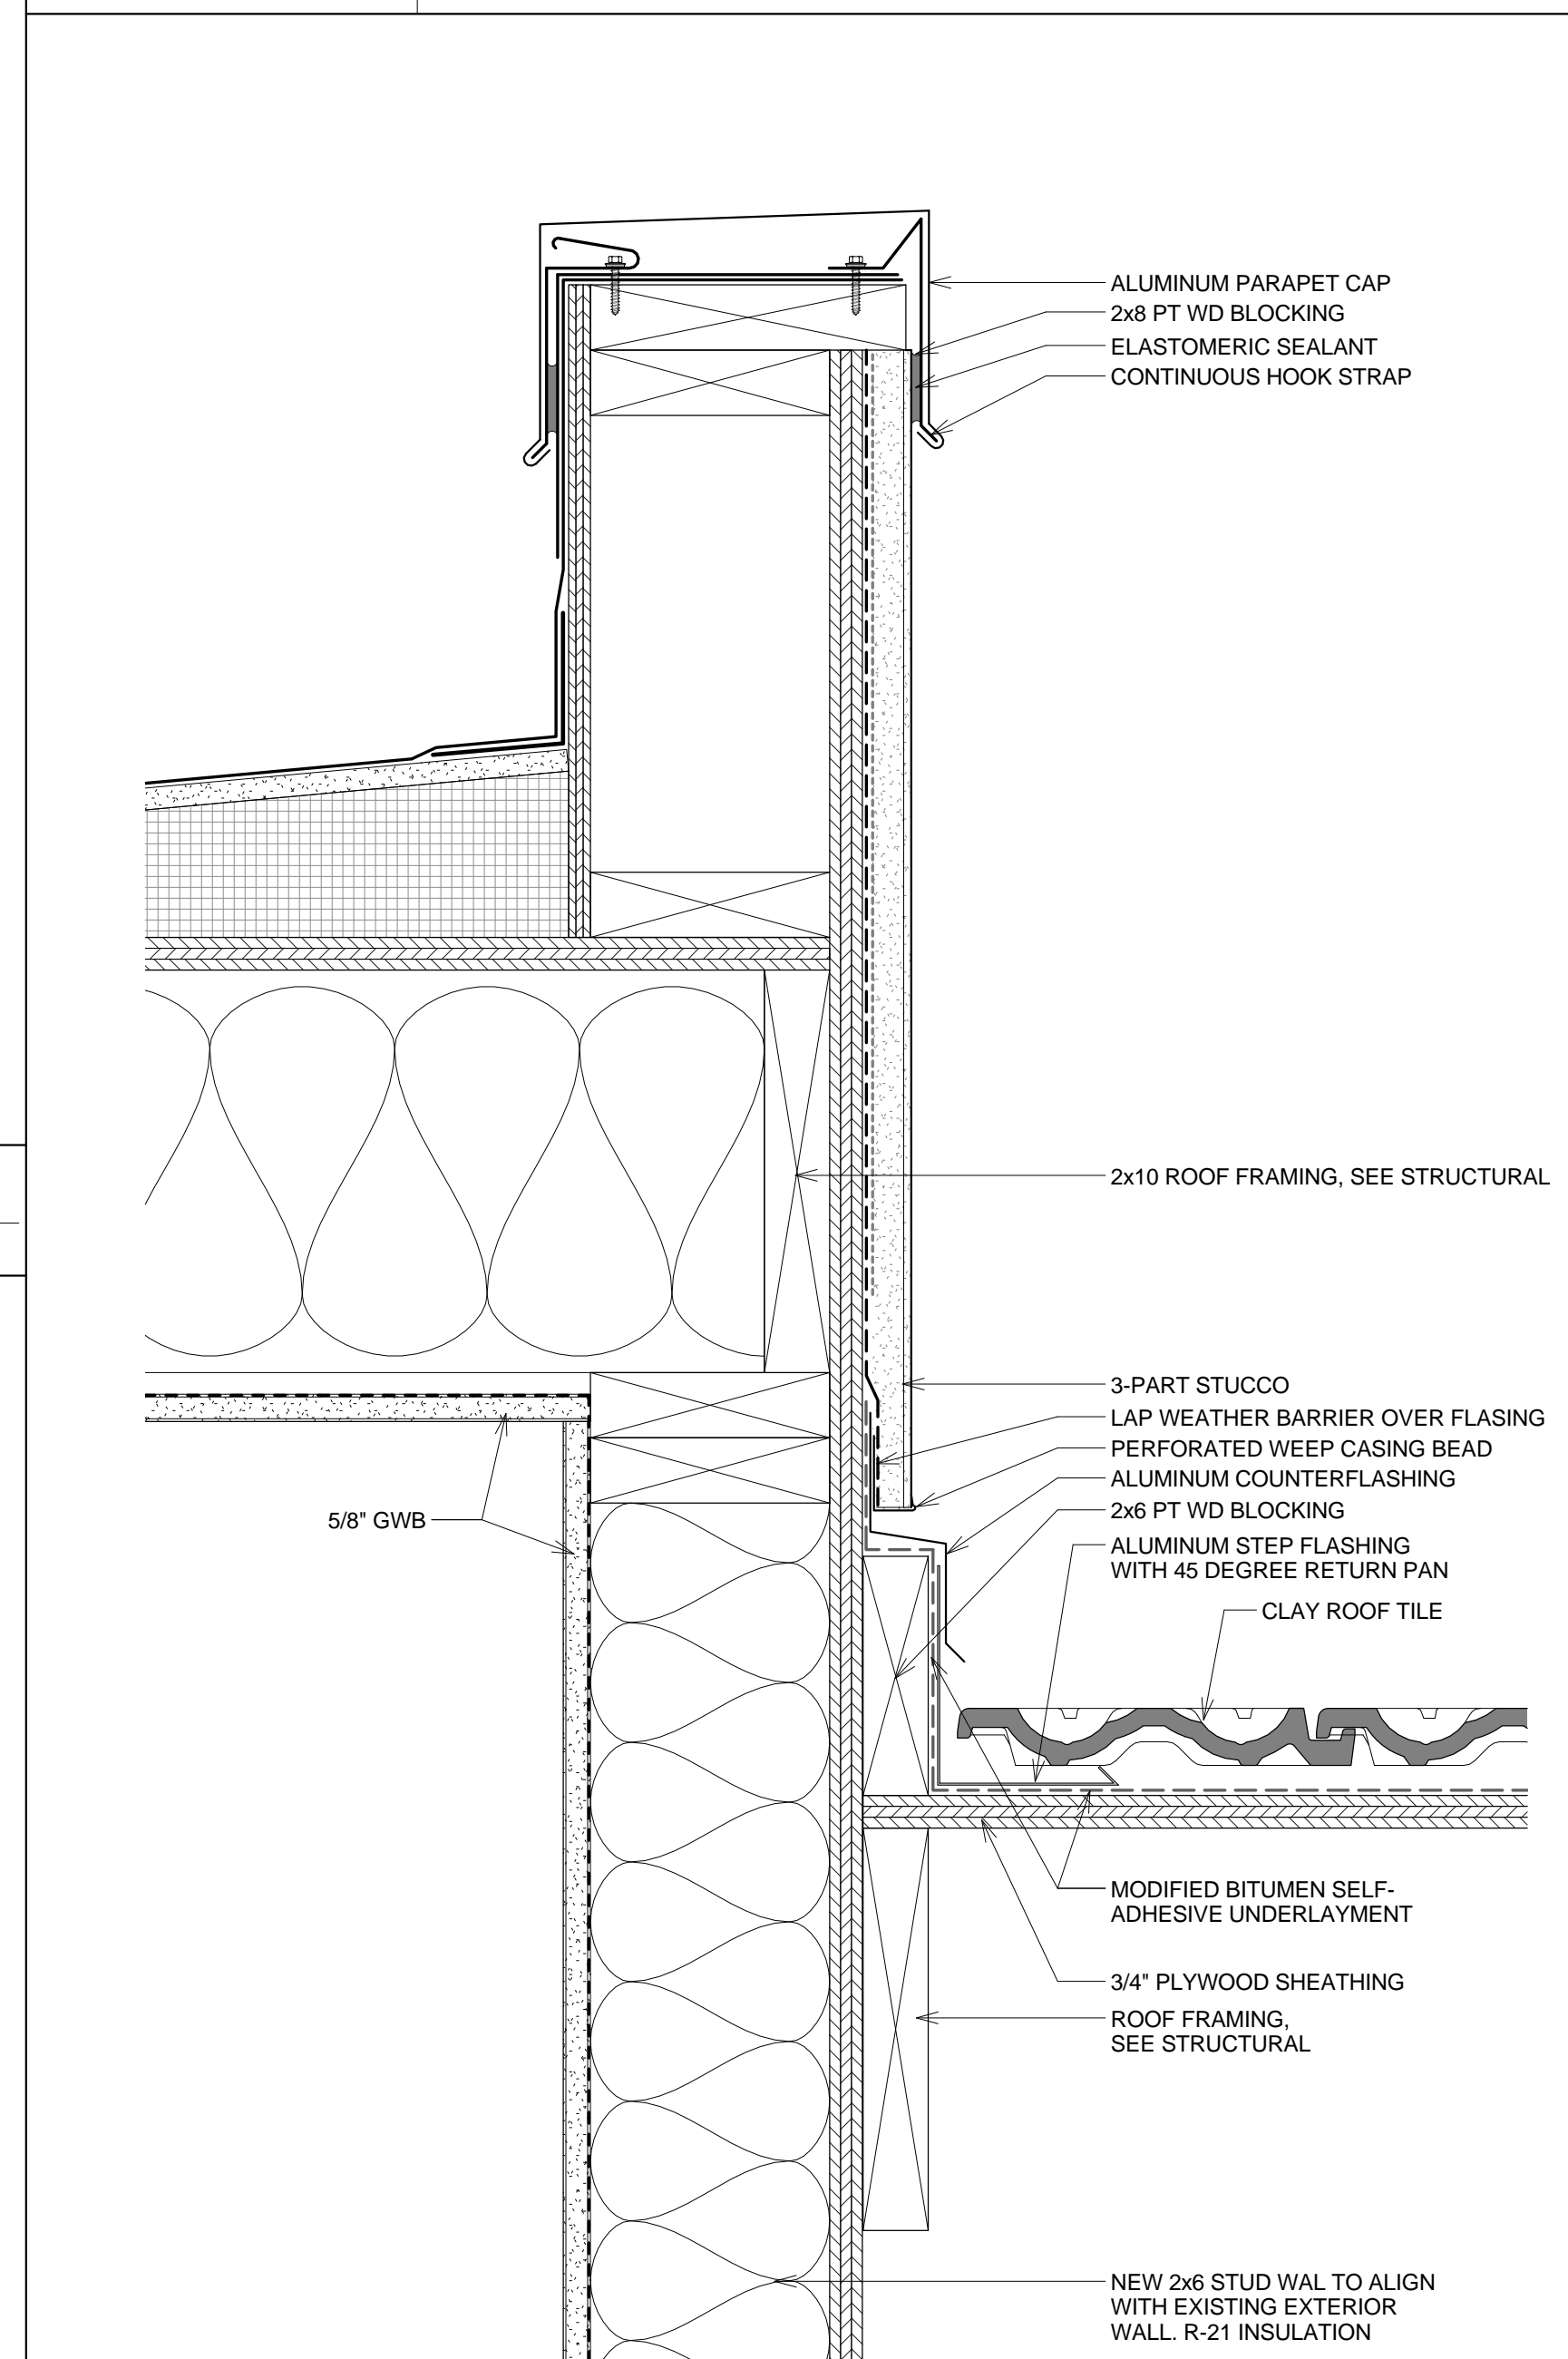 ALUMINUM PARAPET CAP
2x8 PT WD BLOCKING
ELASTOMERIC SEALANT
CONTINUOUS HOOK STRAP
2x10 ROOF FRAMING, SEE STRUCTURAL
3-PART STUCCO
LAP WEATHER BARRIER OVER FLASING
PERFORATED WEEP CASING BEAD
ALUMINUM COUNTERFLASHING
2x6 PT WD BLOCKING
5/8" GWB
ALUMINUM STEP FLASHING
WITH 45 DEGREE RETURN PAN
CLAY ROOF TILE
MODIFIED BITUMEN SELF-
ADHESIVE UNDERLAYMENT
3/4" PLYWOOD SHEATHING
ROOF FRAMING,
SEE STRUCTURAL
NEW 2x6 STUD WAL TO ALIGN
WITH EXISTING EXTERIOR
WALL. R-21 INSULATION